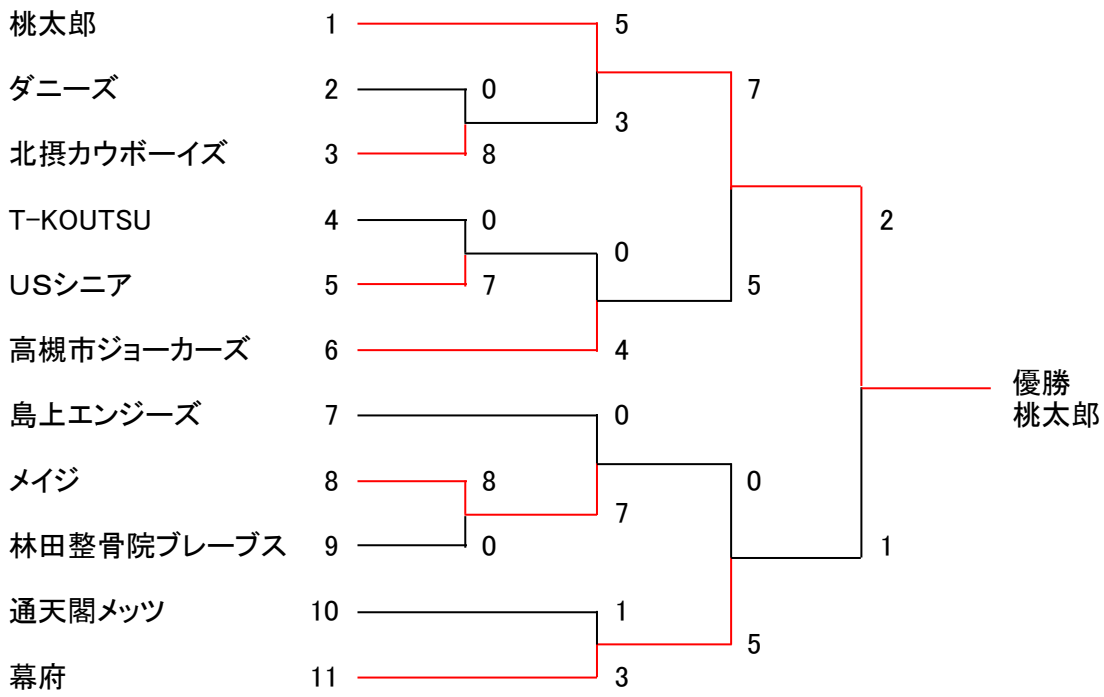 桃太郎 1 5
ダニーズ 2 0 7
3
北摂カウボーイズ 3 8
T-KOUTSU 4 0 2
0
USシニア 5 7 5
高槻市ジョーカーズ 6 4
優勝
桃太郎
島上エンジーズ 7 0
メイジ 8 8 0
7
林田整骨院ブレーブス 9 0 1
通天閣メッツ 10 1
5
幕府 11 3